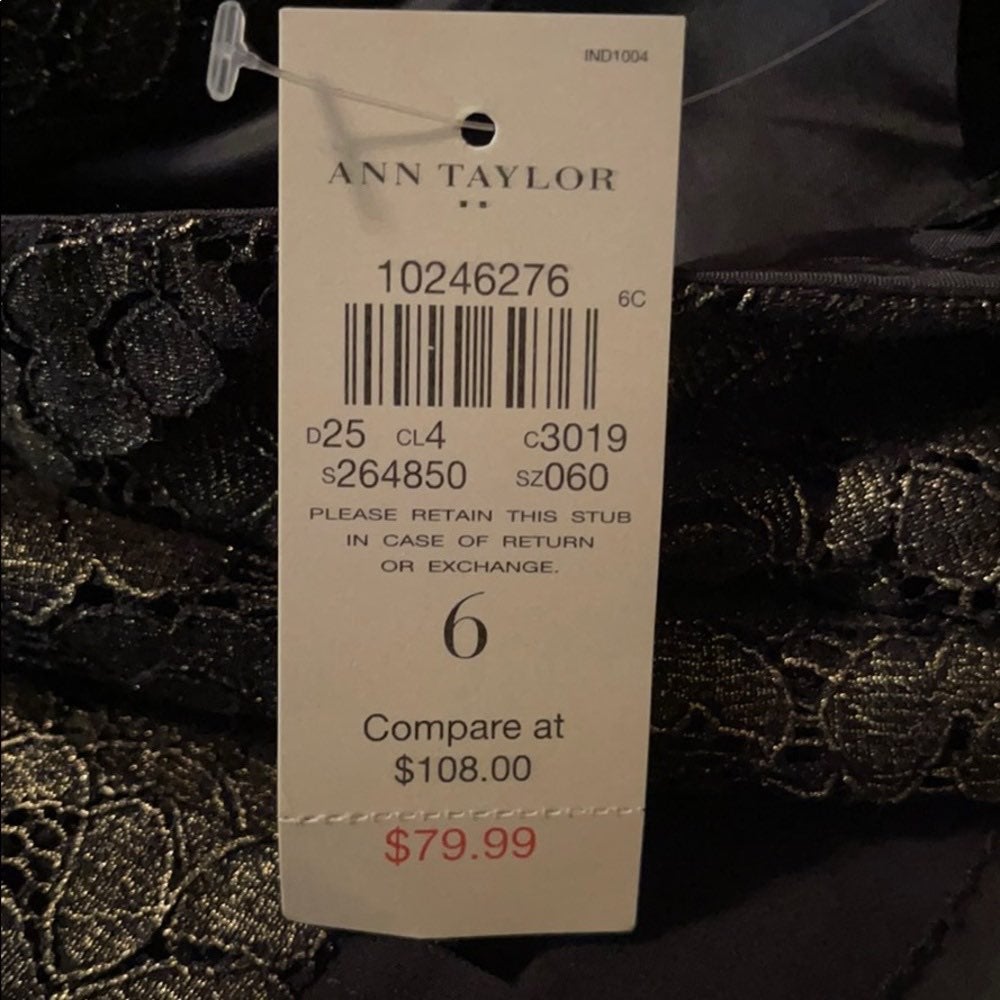 IND1004
ANN TAYLOR
10246276
6C
D25 CL4 C3019
S264850 SZ060
PLEASE RETAIN THIS STUB
IN CASE OF RETURN
OR EXCHANGE.
6
Compare at
$108.00
$79.99